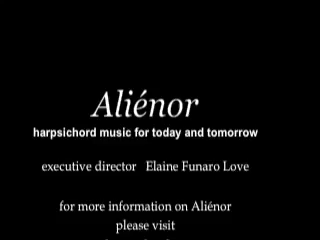 Aliénor
harpsichord music for today and tomorrow
executive director Elaine Funaro Love
for more information on Aliénor
please visit